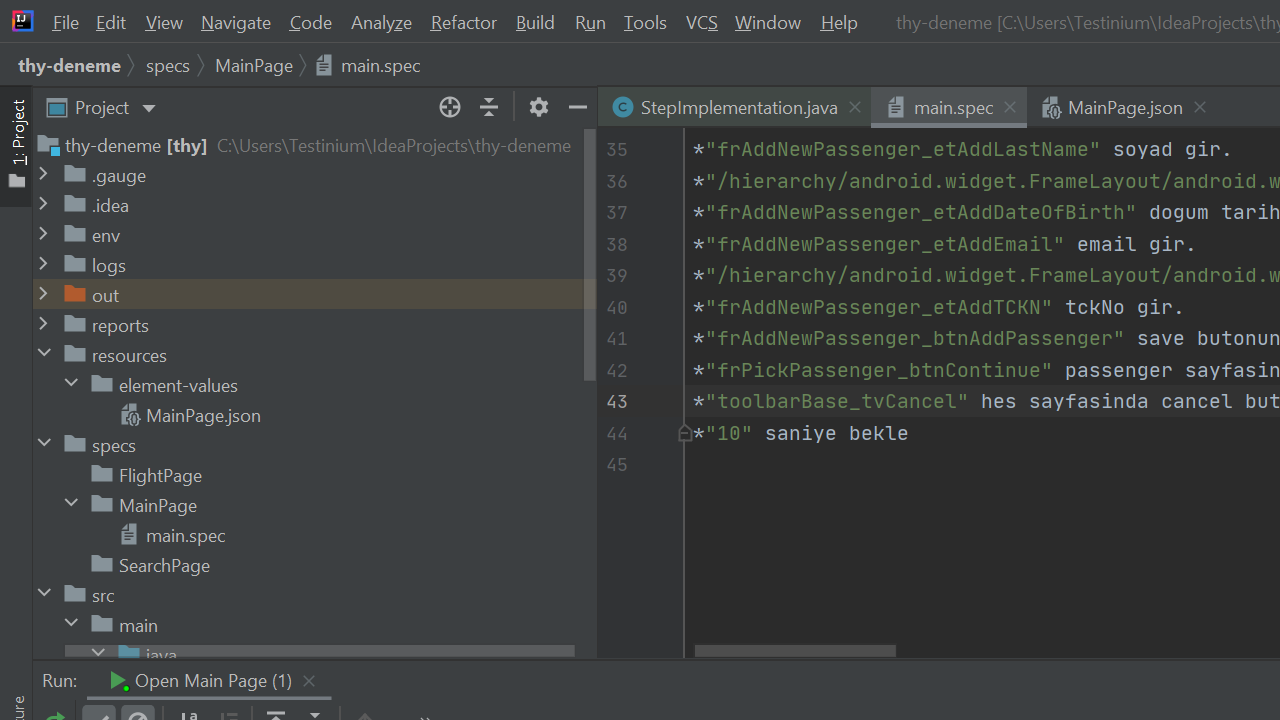 File Edit View Navigate Code Analyze Refactor Build Run Tools VCS Window Help thy-deneme [C:\Users\Testinium\IdeaProjects\thy
thy-deneme specs MainPage main.spec
1: Project
Project
StepImplementation.java main.spec MainPage.json
thy-deneme [thy] C:\Users\Testinium\IdeaProjects\thy-deneme
.gauge
.idea
env
logs
out
reports
resources
element-values
MainPage.json
specs
FlightPage
MainPage
main.spec
SearchPage
src
main
java
35 *"frAddNewPassenger_etAddLastName" soyad gir.
36 *"/hierarchy/android.widget.FrameLayout/android.w
37 *"frAddNewPassenger_etAddDateOfBirth" dogum tarih
38 *"frAddNewPassenger_etAddEmail" email gir.
39 *"/hierarchy/android.widget.FrameLayout/android.w
40 *"frAddNewPassenger_etAddTCKN" tckNo gir.
41 *"frAddNewPassenger_btnAddPassenger" save butonun
42 *"frPickPassenger_btnContinue" passenger sayfasin
43 *"toolbarBase_tvCancel" hes sayfasinda cancel but
44 *"10" saniye bekle
45
Run: Open Main Page (1)